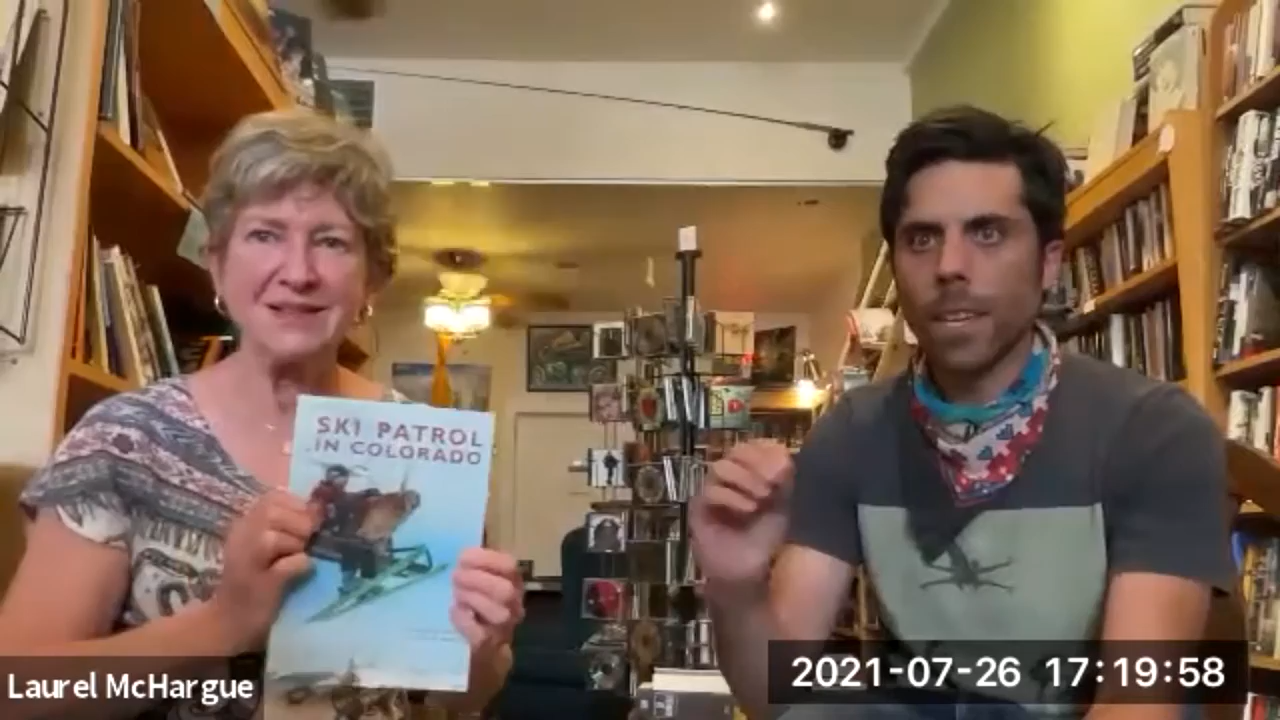 SKI PATROL
IN COLORADO
Laurel McHargue
2021-07-26 17:19:58